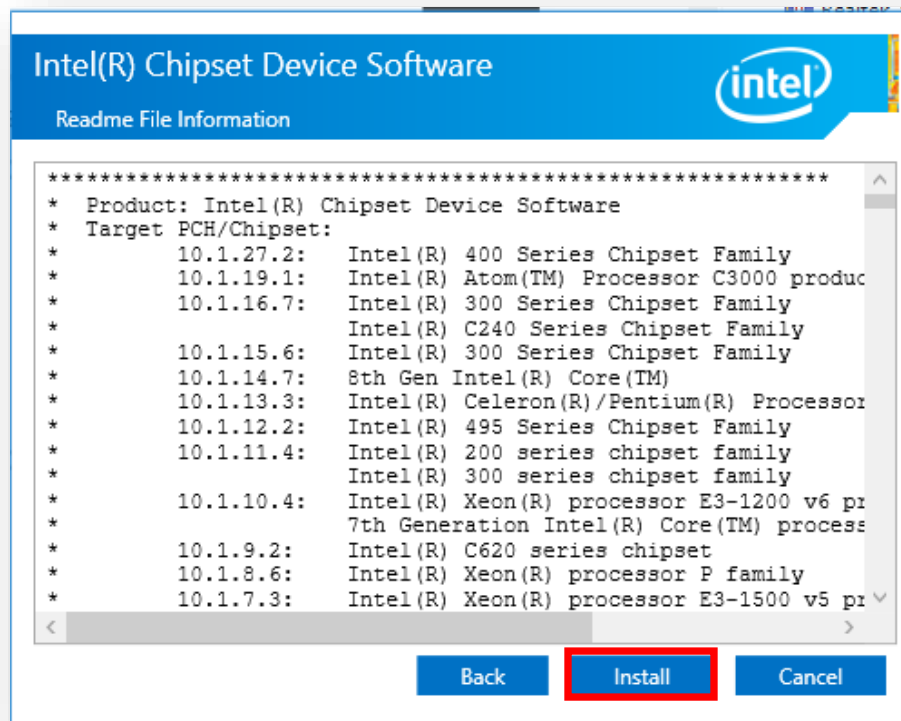 Realtek
Intel(R) Chipset Device Software
intel
Readme File Information
************************************************************
* Product: Intel(R) Chipset Device Software
* Target PCH/Chipset:
* 10.1.27.2: Intel(R) 400 Series Chipset Family
* 10.1.19.1: Intel(R) Atom(TM) Processor C3000 produc
* 10.1.16.7: Intel(R) 300 Series Chipset Family
* Intel(R) C240 Series Chipset Family
* 10.1.15.6: Intel(R) 300 Series Chipset Family
* 10.1.14.7: 8th Gen Intel(R) Core(TM)
* 10.1.13.3: Intel(R) Celeron(R)/Pentium(R) Processor
* 10.1.12.2: Intel(R) 495 Series Chipset Family
* 10.1.11.4: Intel(R) 200 series chipset family
* Intel(R) 300 series chipset family
* 10.1.10.4: Intel(R) Xeon(R) processor E3-1200 v6 pr
* 7th Generation Intel(R) Core(TM) process
* 10.1.9.2: Intel(R) C620 series chipset
* 10.1.8.6: Intel(R) Xeon(R) processor P family
* 10.1.7.3: Intel(R) Xeon(R) processor E3-1500 v5 pr
Back Install Cancel